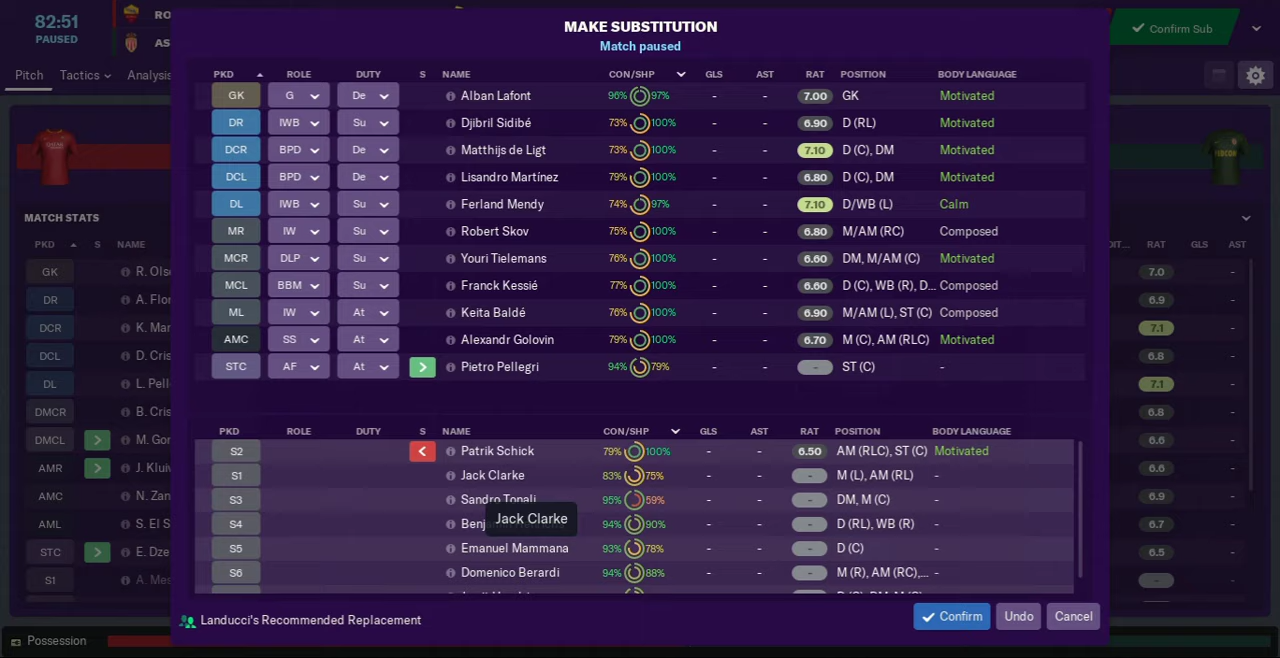 82:51
PAUSED
RO
AS
MAKE SUBSTITUTION
Match paused
Confirm Sub
Pitch Tactics Analysis
PKD ROLE DUTY S NAME CON/SHP GLS AST RAT POSITION BODY LANGUAGE
GK G De Alban Lafont 96% 97% - - 7.00 GK Motivated
DR IWB Su Djibril Sidibé 73% 100% - - 6.90 D (RL) Motivated
DCR BPD De Matthijs de Ligt 73% 100% - - 7.10 D (C), DM Motivated
DCL BPD De Lisandro Martínez 79% 100% - - 6.80 D (C), DM Motivated
DL IWB Su Ferland Mendy 74% 97% - - 7.10 D/WB (L) Calm
MR IW Su Robert Skov 75% 100% - - 6.80 M/AM (RC) Composed
MCR DLP Su Youri Tielemans 76% 100% - - 6.60 DM, M/AM (C) Motivated
MCL BBM Su Franck Kessié 77% 100% - - 6.60 D (C), WB (R), D... Composed
ML IW At Keita Baldé 76% 100% - - 6.90 M/AM (L), ST (C) Composed
AMC SS At Alexandr Golovin 79% 100% - - 6.70 M (C), AM (RLC) Motivated
STC AF At Pietro Pellegri 94% 79% - - - ST (C) -
PKD ROLE DUTY S NAME CON/SHP GLS AST RAT POSITION BODY LANGUAGE
S2 Patrik Schick 79% 100% - - 6.50 AM (RLC), ST (C) Motivated
S1 Jack Clarke 83% 75% - - - M (L), AM (RL) -
S3 Sandro Tonali 95% 59% - - - DM, M (C) -
Jack Clarke
S4 Benj 94% 90% - - - D (RL), WB (R) -
S5 Emanuel Mammana 93% 78% - - - D (C) -
S6 Domenico Berardi 94% 88% - - - M (R), AM (RC),... -
Landucci's Recommended Replacement
Confirm Undo Cancel
MATCH STATS
PKD S NAME
GK R. Ols
DR A. Flor
DCR K. Mar
DCL D. Cris
DL L. Pell
DMCR B. Cris
DMCL M. Gor
AMR J. Kluiv
AMC N. Zan
AML S. El S
STC E. Dze
S1 A. Mes
DIT... RAT GLS AST
7.0 -
6.9 -
7.1 -
6.8 -
7.1 -
6.8 -
6.6 -
6.6 -
6.9 -
6.7 -
6.5 -
- -
Possession